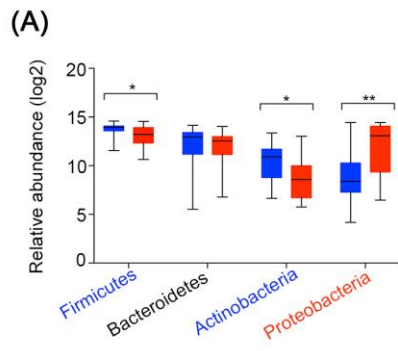 (A)
Relative abundance (log2)
20
15
10
5
0
*
*
**
Firmicutes
Bacteroidetes
Actinobacteria
Proteobacteria